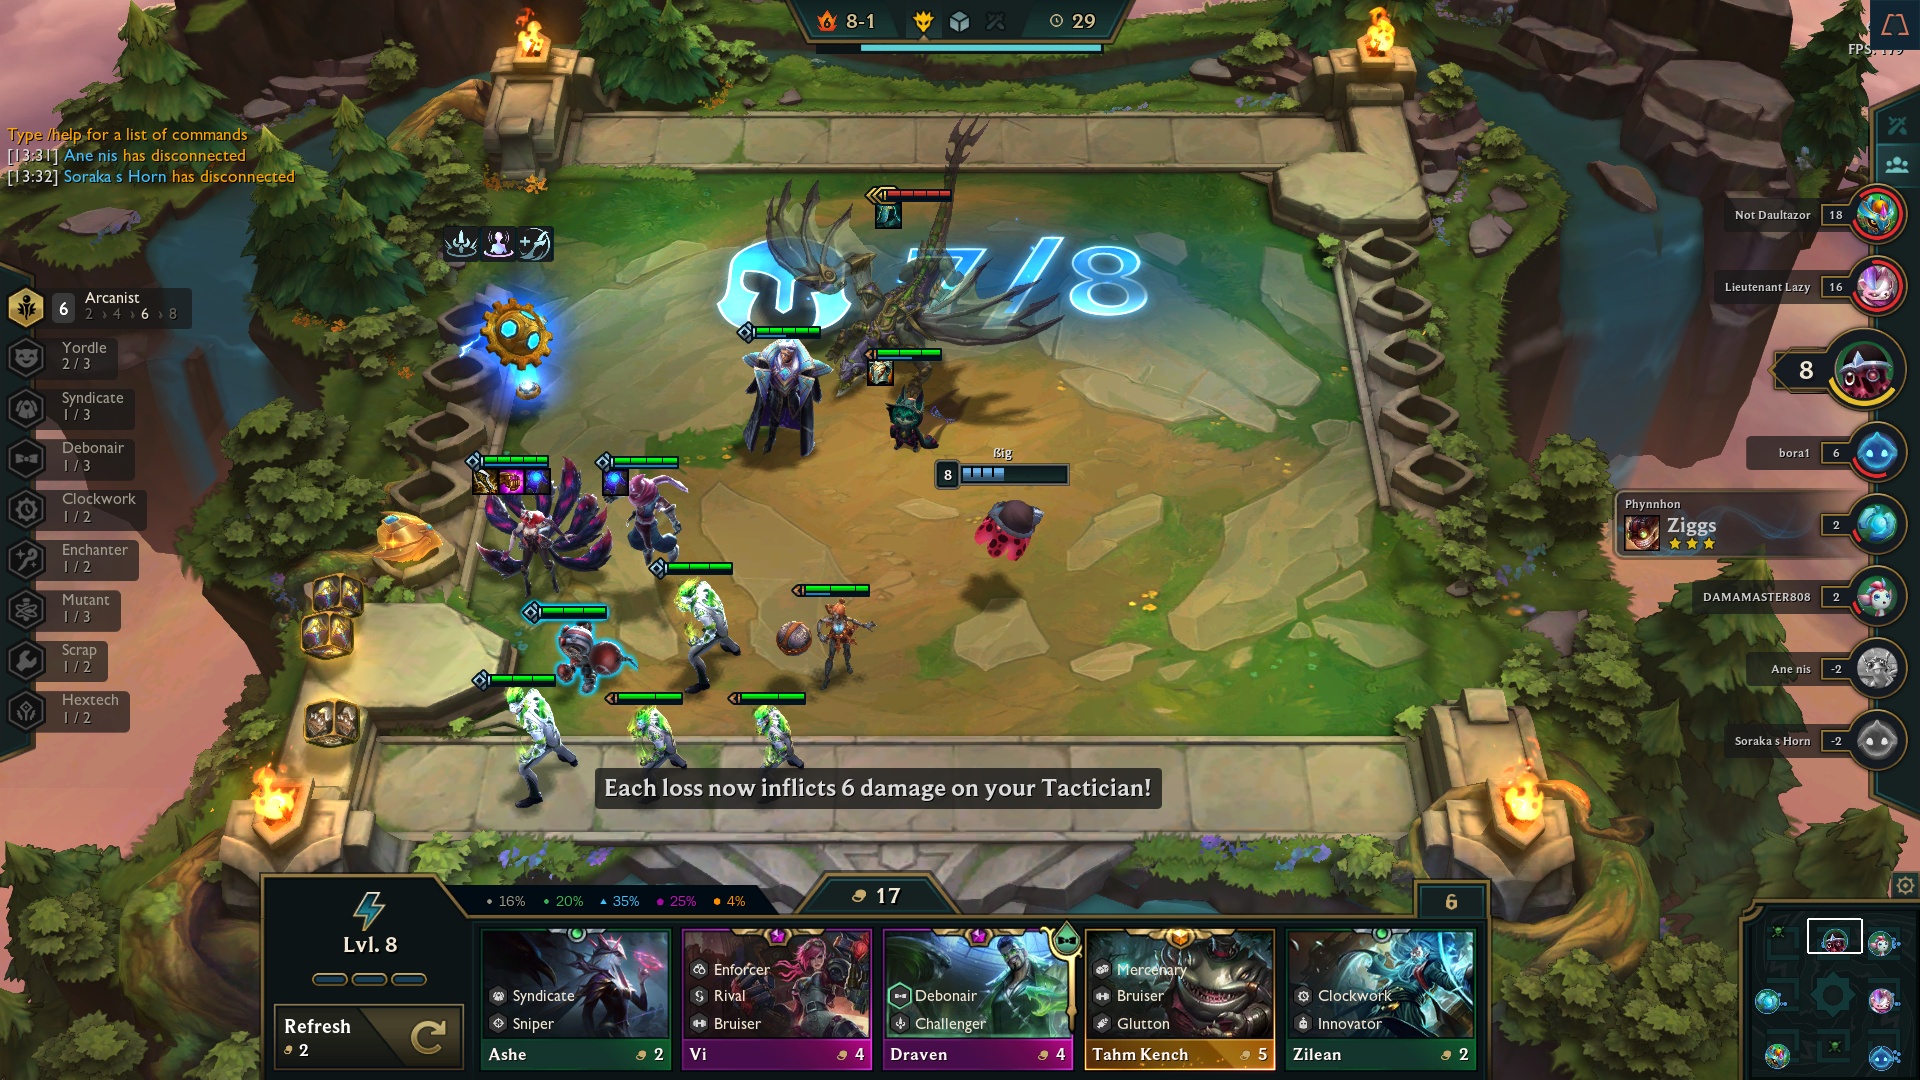 8-1
29
FPS: 179
Type /help for a list of commands
[13:31] Ane nis has disconnected
[13:32] Soraka s Horn has disconnected
7/8
6
Arcanist
2 › 4 › 6 › 8
Yordle
2 / 3
Syndicate
1 / 3
Debonair
1 / 3
Clockwork
1 / 2
Enchanter
1 / 2
Mutant
1 / 3
Scrap
1 / 2
Hextech
1 / 2
ßig
8
Not Daultazor 18
Lieutenant Lazy 16
8
bora1 6
Phynnhon
Ziggs
2
DAMAMASTER808 2
Ane nis -2
Soraka s Horn -2
Each loss now inflicts 6 damage on your Tactician!
16% 20% 35% 25% 4%
17
6
Lvl. 8
Refresh
2
Syndicate
Sniper
Ashe 2
Enforcer
Rival
Bruiser
Vi 4
Debonair
Challenger
Draven 4
Mercenary
Bruiser
Glutton
Tahm Kench 5
Clockwork
Innovator
Zilean 2